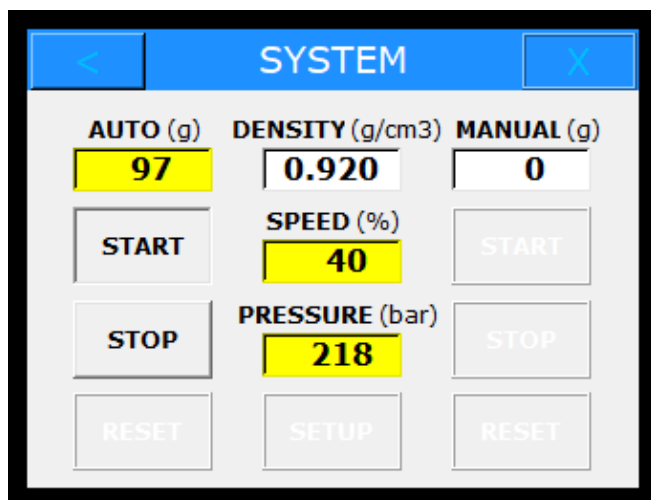 < SYSTEM X
AUTO (g) DENSITY (g/cm3) MANUAL (g)
97 0.920 0
START SPEED (%) START
40
STOP PRESSURE (bar) STOP
218
RESET SETUP RESET